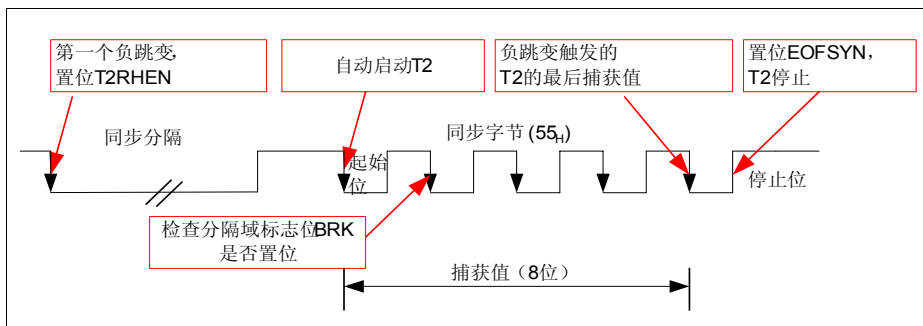 第一个负跳变,
置位T2RHEN
自动启动T2
负跳变触发的
T2的最后捕获值
置位EOFSYN，
T2停止
同步分隔
同步字节(55H)
起始
位
停止位
检查分隔域标志位BRK
是否置位
捕获值（8位）